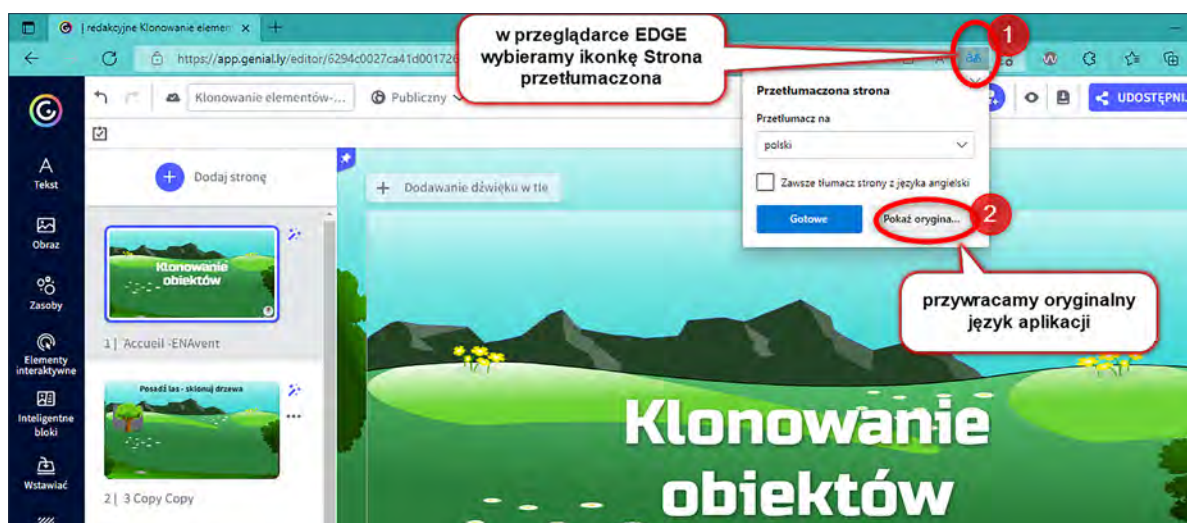 | redakcyjne Klonowanie elemen
w przeglądarce EDGE
wybieramy ikonkę Strona
przetłumaczona
1
https://app.genial.ly/editor/6294c0027ca41d001726
Klonowanie elementów-...
Publiczny
UDOSTĘPNIJ
Przetłumaczona strona
Przetłumacz na
polski
Zawsze tłumacz strony z języka angielski
Gotowe
Pokaż orygina...
2
przywracamy oryginalny
język aplikacji
Tekst
Obraz
Zasoby
Elementy
interaktywne
Inteligentne
bloki
Wstawiać
Dodaj stronę
Dodawanie dźwięku w tle
Klonowanie
obiektów
1| Accueil -ENAvent
Posadź las - sklonuj drzewa
2| 3 Copy Copy
Klonowanie
obiektów